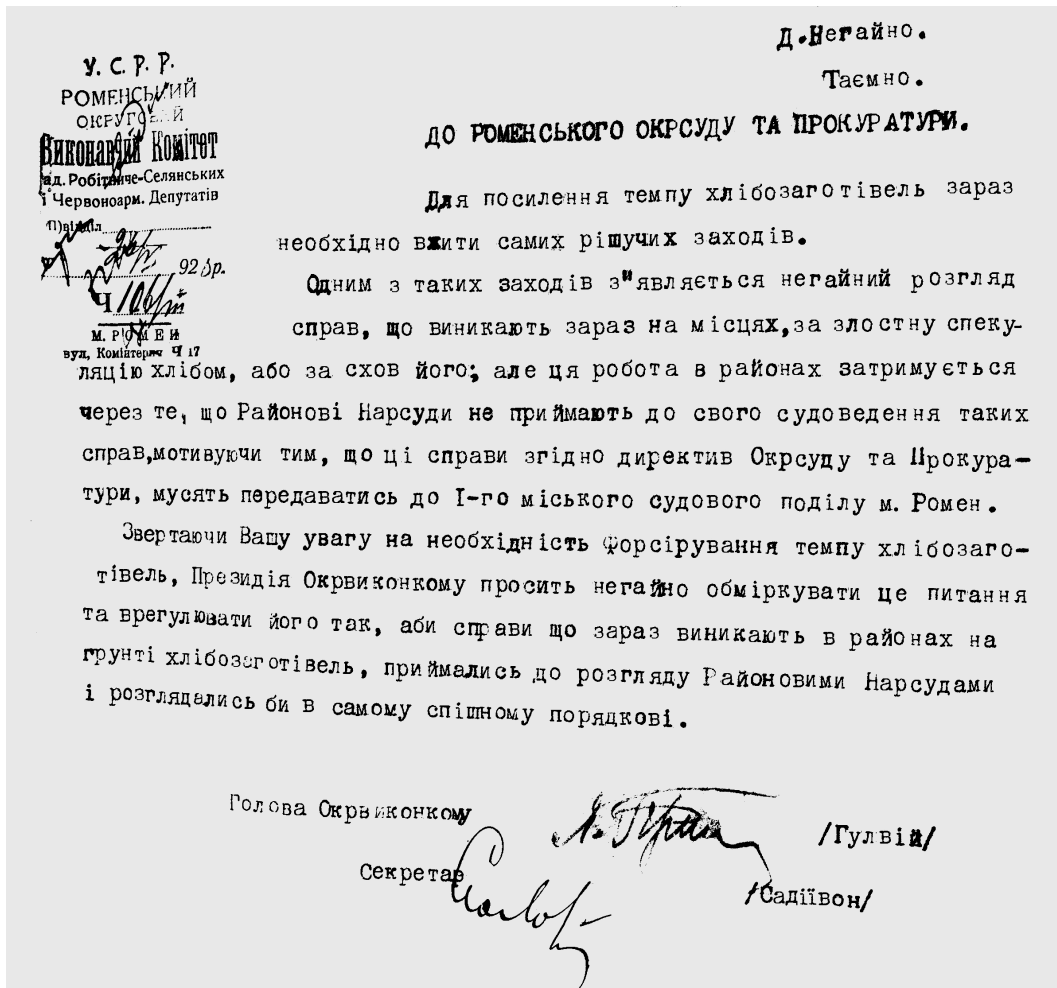 Д.Негайно.
Таємно.
У. С. Р. Р.
РОМЕНСЬКИЙ
ОКРУГОВИЙ
Виконавчій Комітет
Рад. Робітниче-Селянських
і Червоноарм. Депутатів
(П)відділ
192 р.
Ч
М. РОМЕН
вул. Комінтерну Ч 17
ДО РОМЕНСЬКОГО ОКРСУДУ ТА ПРОКУРАТУРИ.
Для посилення темпу хлібозаготівель зараз
необхідно вжити самих рішучих заходів.
Одним з таких заходів з"являється негайний розгляд
справ, що виникають зараз на місцях,за злостну спеку-
ляцію хлібом, або за схов його; але ця робота в районах затримується
через те, що Районові Нарсуди не приймають до свого судоведення таких
справ,мотивуючи тим, що ці справи згідно директив Окрсуду та Прокура-
тури, мусять передаватись до І-го міського судового поділу м. Ромен.
Звертаючи Вашу увагу на необхідність форсірування темпу хлібозаго-
тівель, Президія Окрвиконкому просить негайно обміркувати це питання
та врегулювати його так, аби справи що зараз виникають в районах на
грунті хлібозаготівель, приймались до розгляду Районовими Нарсудами
і розглядались би в самому спішному порядкові.
Голова Окрвиконкому /Гулвій/
Секретар /Садіївон/